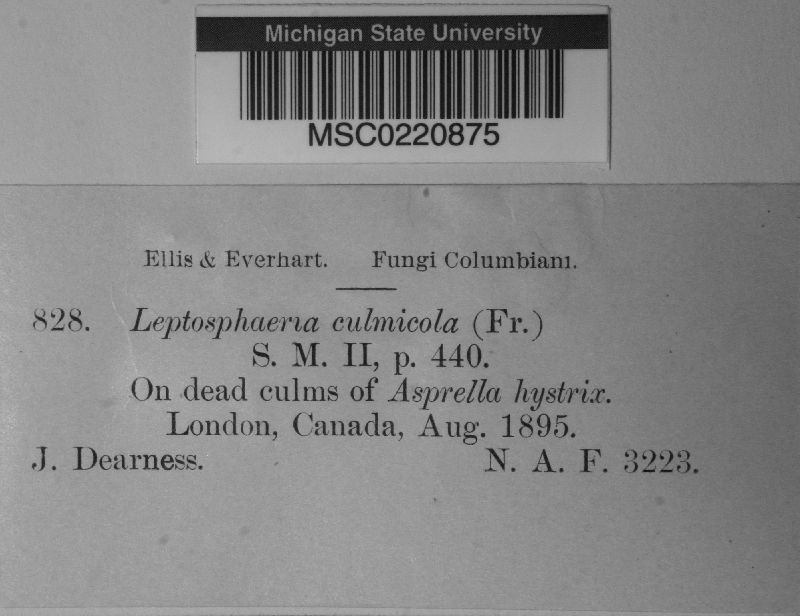 Michigan State University
MSC0220875
Ellis & Everhart. Fungi Columbiani.
828. Leptosphaeria culmicola (Fr.)
S. M. II, p. 440.
On dead culms of Asprella hystrix.
London, Canada, Aug. 1895.
J. Dearness. N. A. F. 3223.